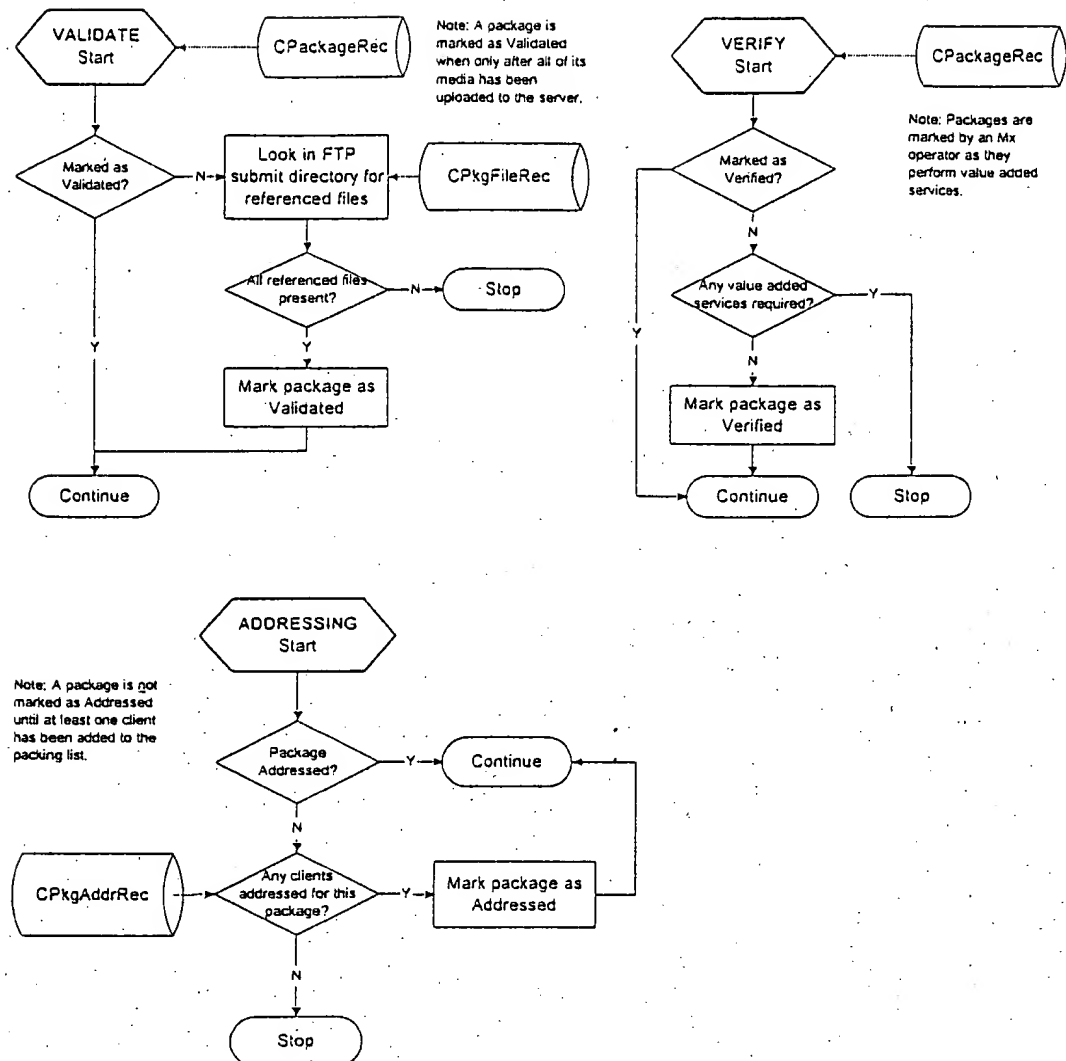 VALIDATE
Start
CPackageRec
Note: A package is
marked as Validated
when only after all of its
media has been
uploaded to the server.
Marked as
Validated?
N
Look in FTP
submit directory for
referenced files
CPkgFileRec
All referenced files
present?
N
Stop
Y
Y
Mark package as
Validated
Continue
VERIFY
Start
CPackageRec
Note: Packages are
marked by an Mx
operator as they
perform value added
services.
Marked as
Verified?
N
Any value added
services required?
Y
Y
N
Mark package as
Verified
Continue
Stop
ADDRESSING
Start
Note: A package is not
marked as Addressed
until at least one client
has been added to the
packing list.
Package
Addressed?
Y
Continue
N
CPkgAddrRec
Any clients
addressed for this
package?
Y
Mark package as
Addressed
N
Stop